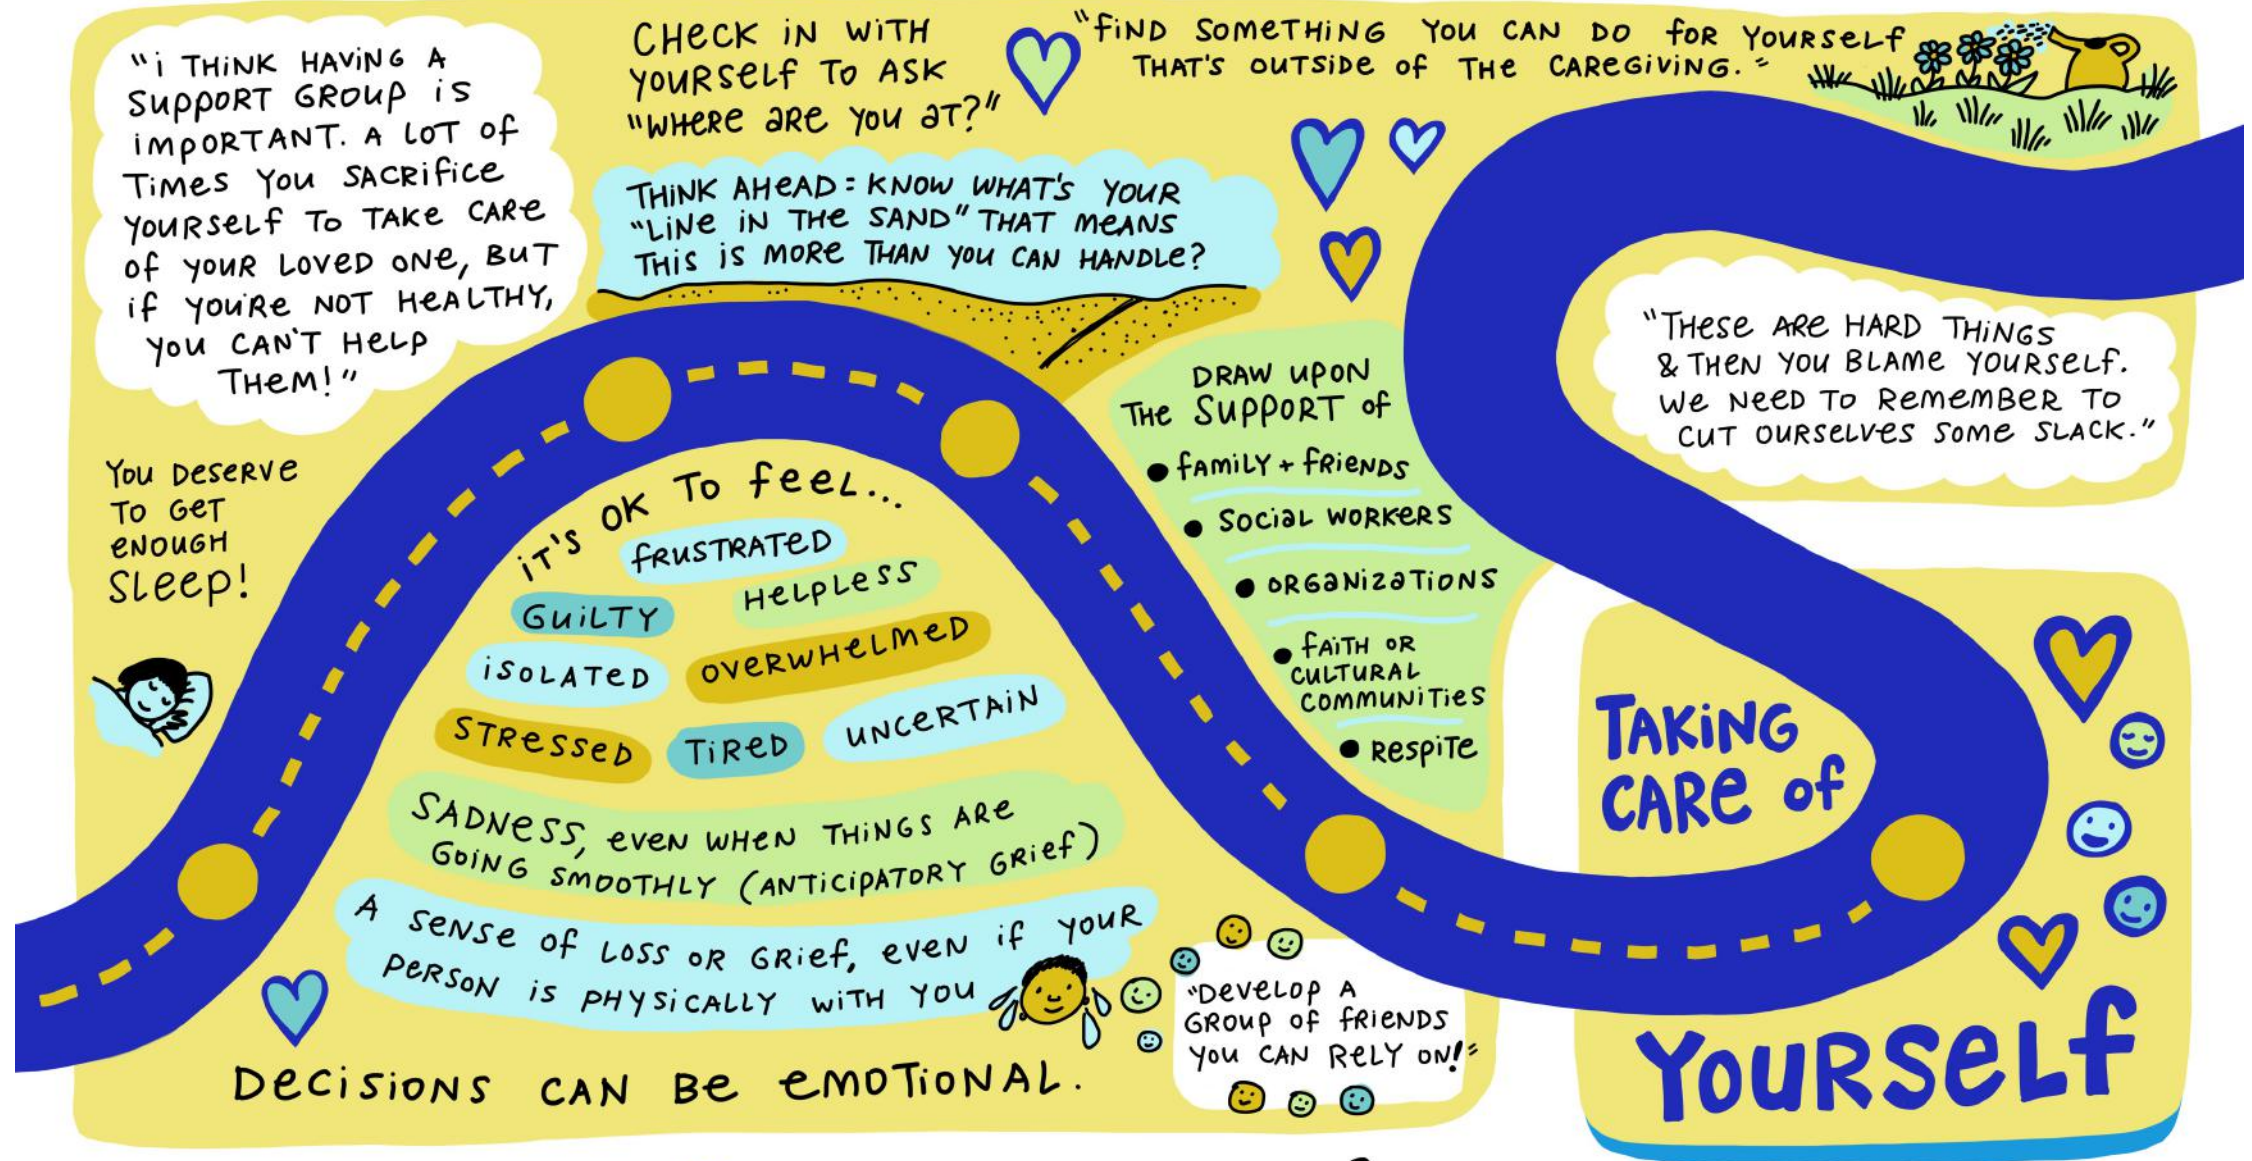 "I THINK HAVING A
SUPPORT GROUP IS
IMPORTANT. A LOT OF
TIMES YOU SACRIFICE
YOURSELF TO TAKE CARE
OF YOUR LOVED ONE, BUT
IF YOU'RE NOT HEALTHY,
YOU CAN'T HELP
THEM!"
CHECK IN WITH
YOURSELF TO ASK
"WHERE ARE YOU AT?"
"FIND SOMETHING YOU CAN DO FOR YOURSELF
THAT'S OUTSIDE OF THE CAREGIVING."
THINK AHEAD = KNOW WHAT'S YOUR
"LINE IN THE SAND" THAT MEANS
THIS IS MORE THAN YOU CAN HANDLE?
"THESE ARE HARD THINGS
& THEN YOU BLAME YOURSELF.
WE NEED TO REMEMBER TO
CUT OURSELVES SOME SLACK."
DRAW UPON
THE SUPPORT OF
• FAMILY + FRIENDS
• SOCIAL WORKERS
• ORGANIZATIONS
• FAITH OR
CULTURAL
COMMUNITIES
• RESPITE
YOU DESERVE
TO GET
ENOUGH
SLEEP!
IT'S OK TO FEEL...
FRUSTRATED
HELPLESS
GUILTY
OVERWHELMED
ISOLATED
UNCERTAIN
STRESSED
TIRED
SADNESS, EVEN WHEN THINGS ARE
GOING SMOOTHLY (ANTICIPATORY GRIEF)
A SENSE OF LOSS OR GRIEF, EVEN IF YOUR
PERSON IS PHYSICALLY WITH YOU
DECISIONS CAN BE EMOTIONAL.
"DEVELOP A
GROUP OF FRIENDS
YOU CAN RELY ON!"
TAKING
CARE OF
YOURSELF